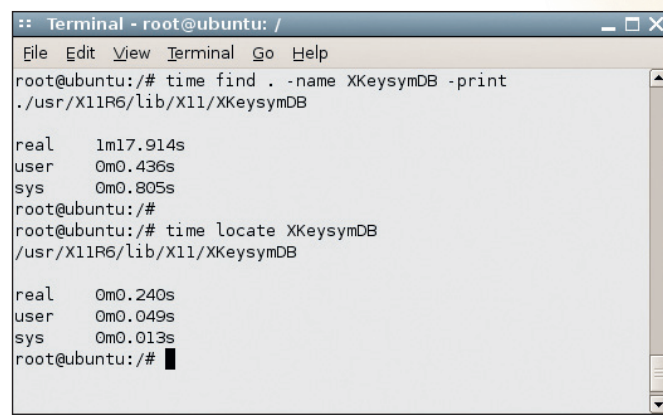 Terminal - root@ubuntu: /
File Edit View Terminal Go Help
root@ubuntu:/# time find . -name XKeysymDB -print
./usr/X11R6/lib/X11/XKeysymDB
real 1m17.914s
user 0m0.436s
sys 0m0.805s
root@ubuntu:/#
root@ubuntu:/# time locate XKeysymDB
/usr/X11R6/lib/X11/XKeysymDB
real 0m0.240s
user 0m0.049s
sys 0m0.013s
root@ubuntu:/#